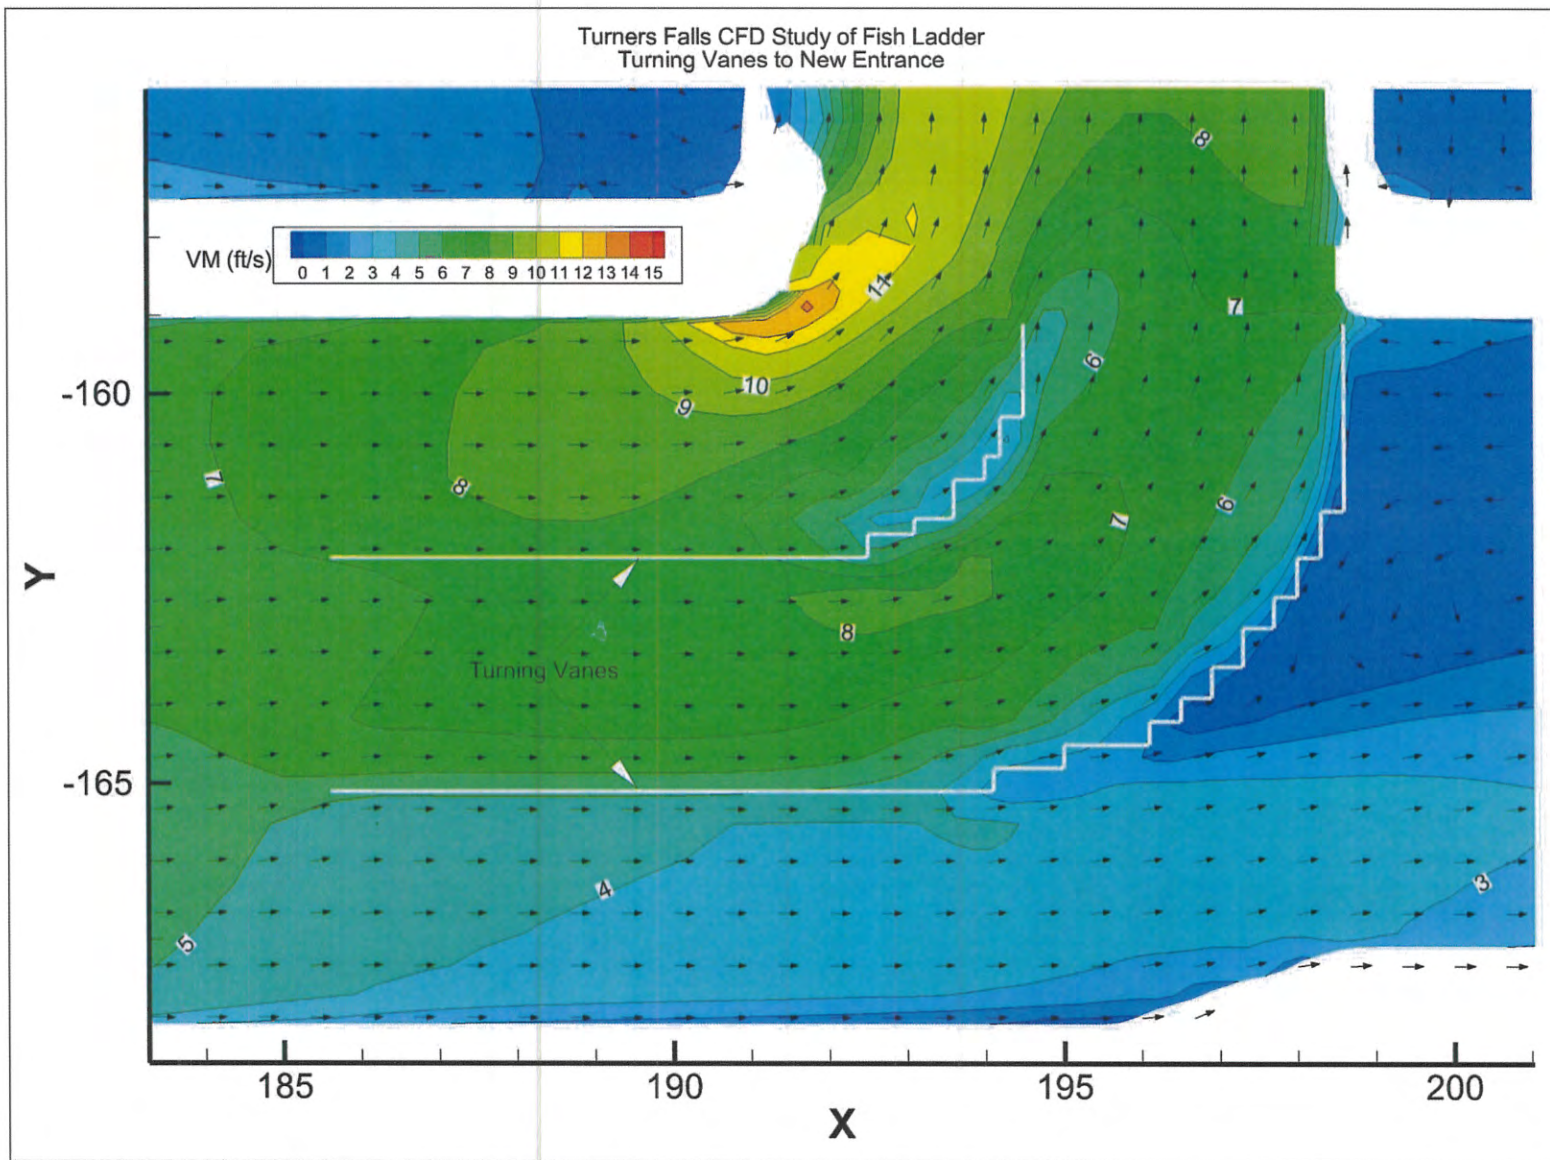 Turners Falls CFD Study of Fish Ladder
Turning Vanes to New Entrance
8
VM (ft/s)
0 1 2 3 4 5 6 7 8 9 10 11 12 13 14 15
11
7
6
-160
10
9
7
8
6
7
8
Turning Vanes
-165
4
3
5
Y
185 190 195 200
X